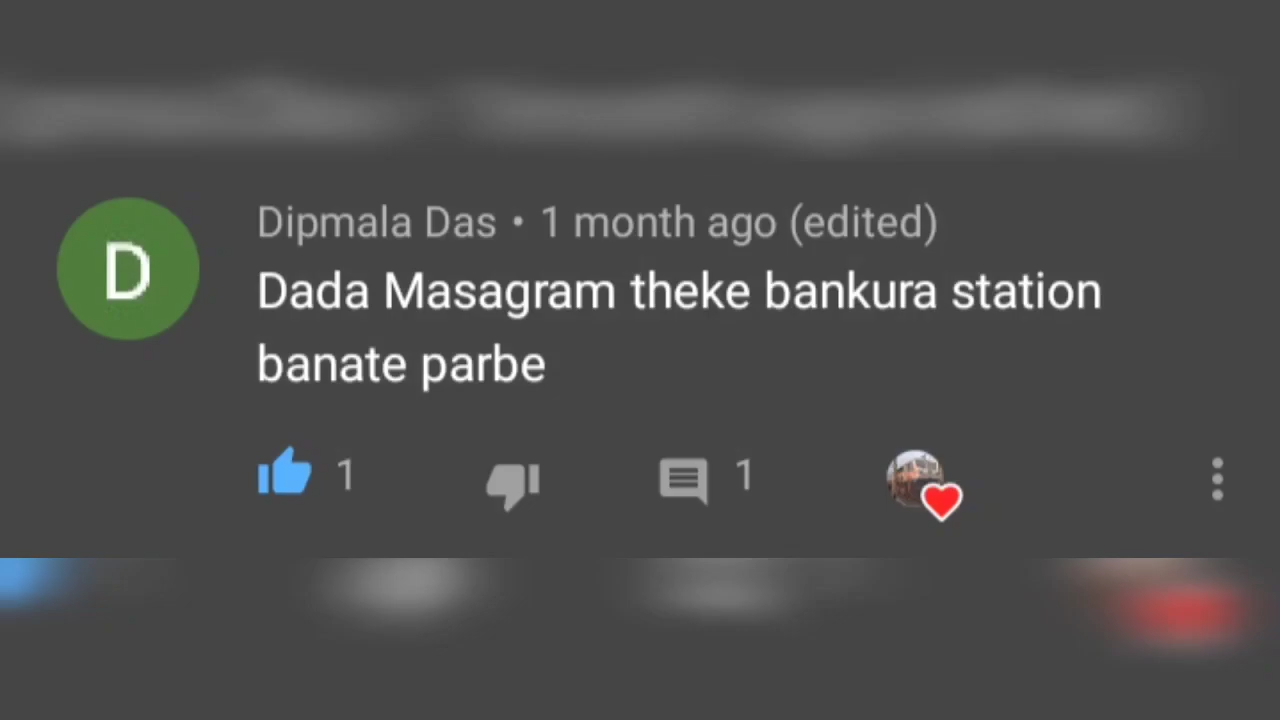 D
Dipmala Das • 1 month ago (edited)
Dada Masagram theke bankura station
banate parbe
1
1